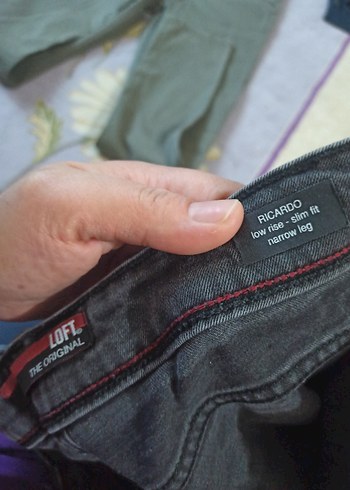 RICARDO
low rise - slim fit
narrow leg
LOFT
THE ORIGINAL